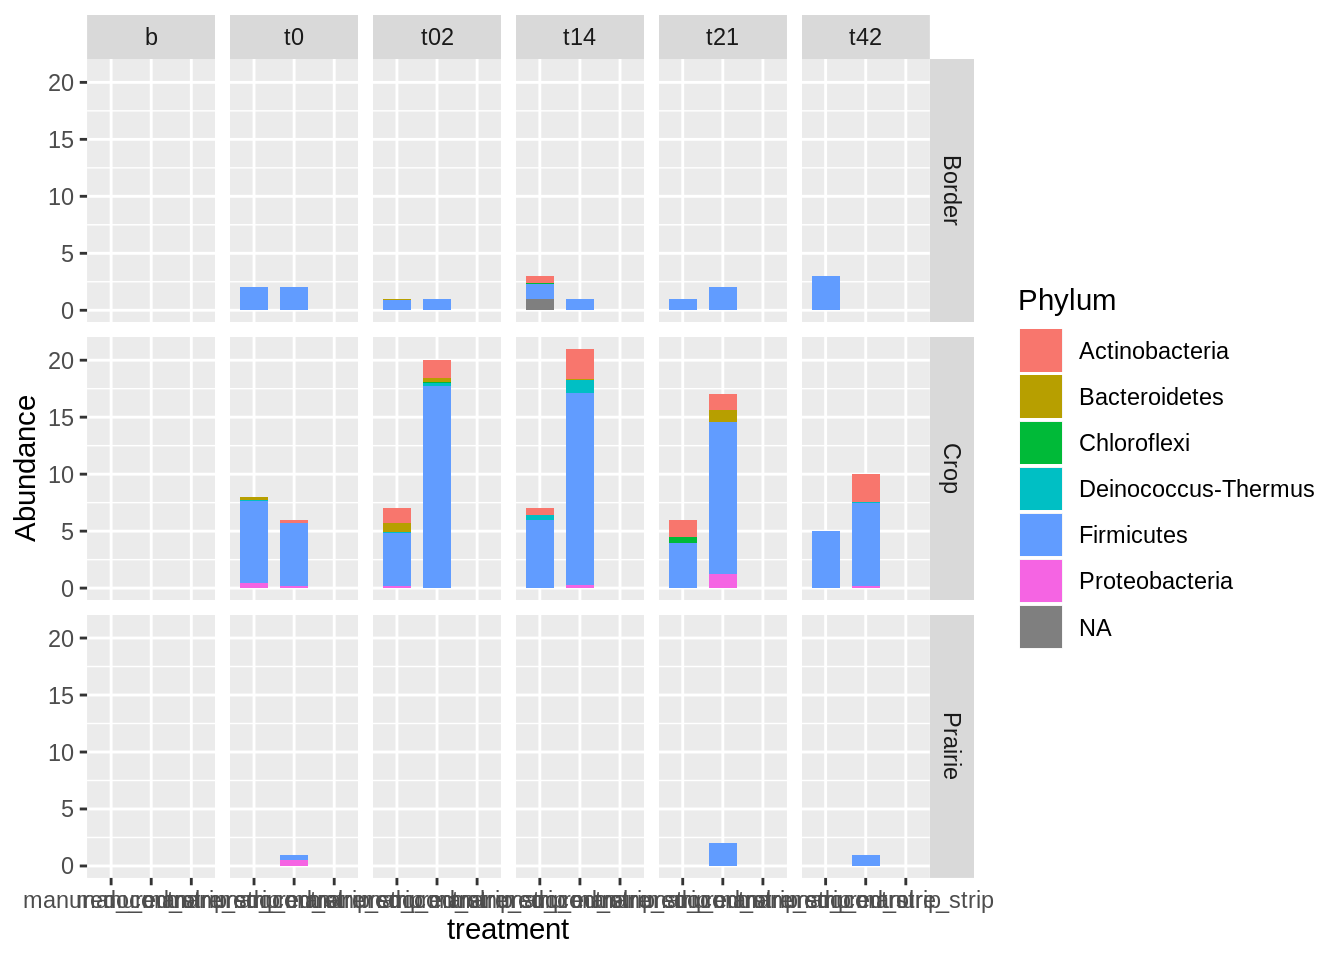 b t0 t02 t14 t21 t42
20
15
10
5
0
Border
20
15
10
5
0
Crop
20
15
10
5
0
Prairie
Abundance
treatment
Phylum
Actinobacteria
Bacteroidetes
Chloroflexi
Deinococcus-Thermus
Firmicutes
Proteobacteria
NA